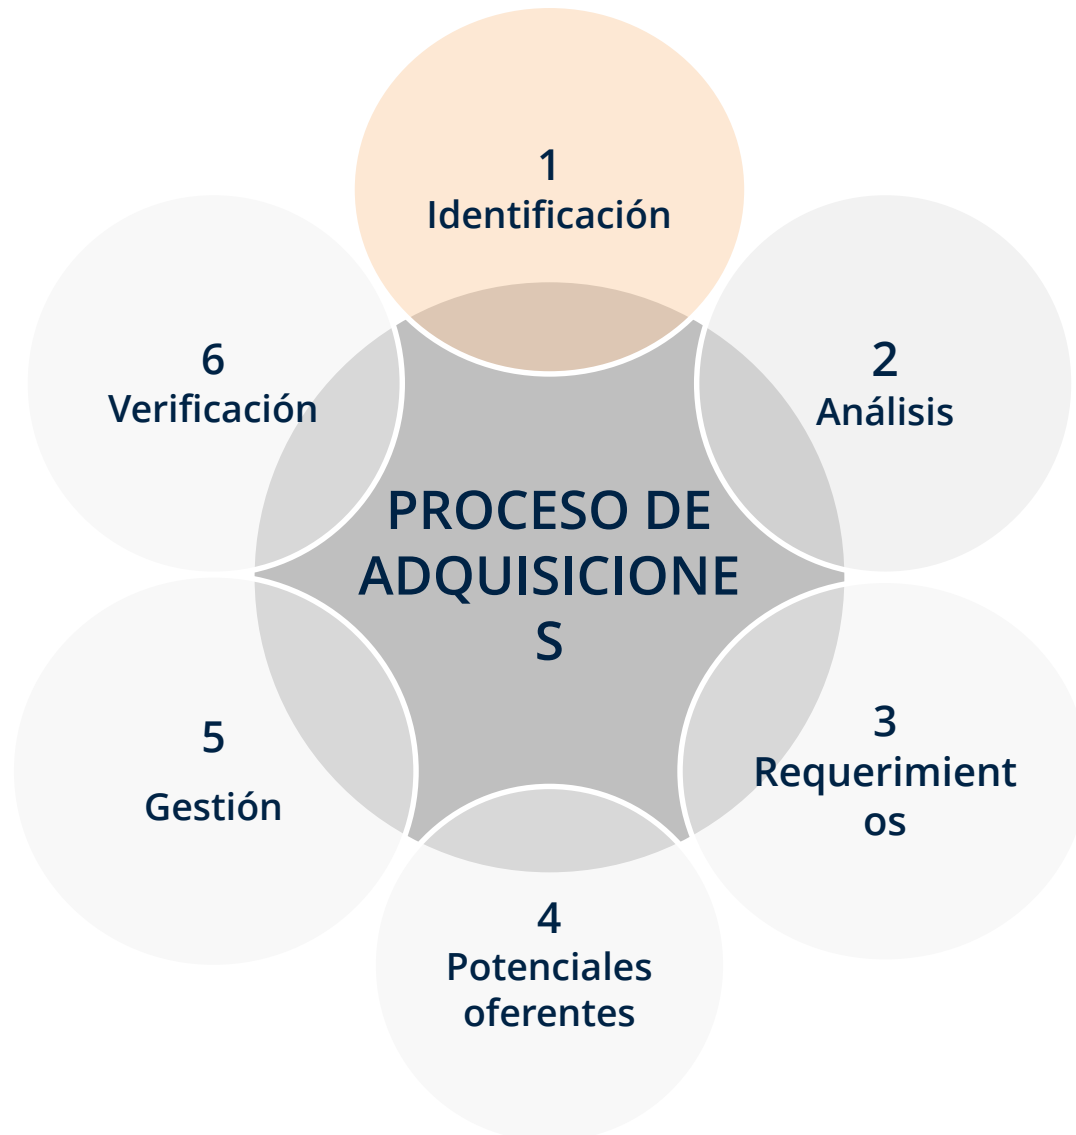 1
Identificación
2
Análisis
3
Requerimient
os
4
Potenciales
oferentes
5
Gestión
6
Verificación
PROCESO DE
ADQUISICIONE
S